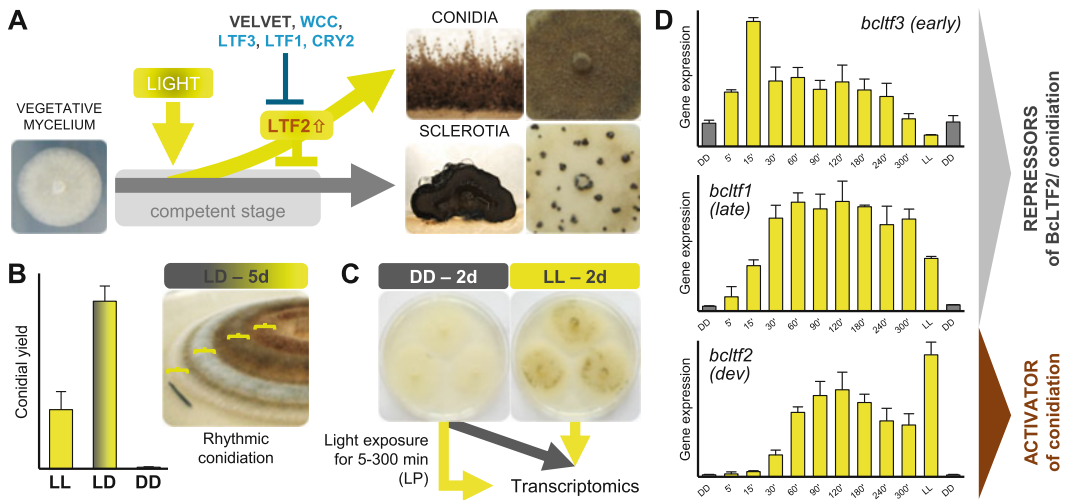 A
VELVET, WCC,
LTF3, LTF1, CRY2
LIGHT
VEGETATIVE
MYCELIUM
LTF2⇧
competent stage
CONIDIA
SCLEROTIA
B
Conidial yield
LL LD DD
LD – 5d
Rhythmic
conidiation
C
DD – 2d
LL – 2d
Light exposure
for 5-300 min
(LP)
Transcriptomics
D
bcltf3 (early)
Gene expression
DD 5' 15' 30' 60' 90' 120' 180' 240' 300' LL DD
bcltf1
(late)
Gene expression
DD 5' 15' 30' 60' 90' 120' 180' 240' 300' LL DD
bcltf2
(dev)
Gene expression
DD 5' 15' 30' 60' 90' 120' 180' 240' 300' LL DD
REPRESSORS
of BcLTF2/ conidiation
ACTIVATOR
of conidiation